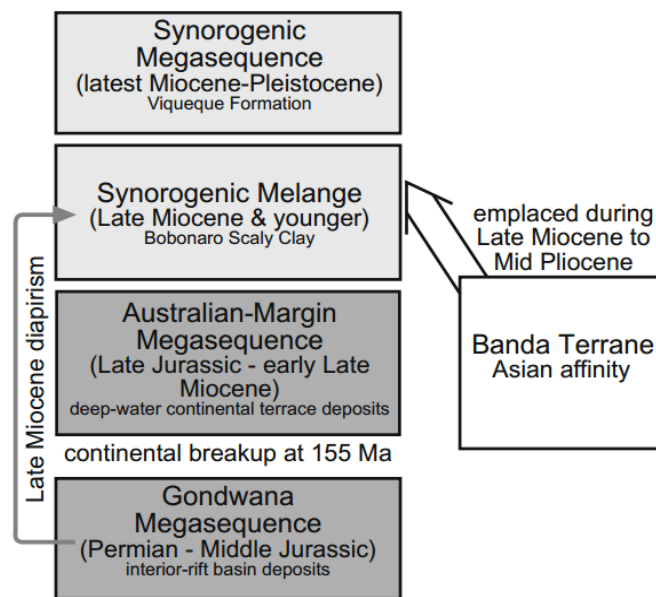 Synorogenic
Megasequence
(latest Miocene-Pleistocene)
Viqueque Formation
Synorogenic Melange
(Late Miocene & younger)
Bobonaro Scaly Clay
emplaced during
Late Miocene to
Mid Pliocene
Banda Terrane
Asian affinity
Australian-Margin
Megasequence
(Late Jurassic - early Late
Miocene)
deep-water continental terrace deposits
continental breakup at 155 Ma
Gondwana
Megasequence
(Permian - Middle Jurassic)
interior-rift basin deposits
Late Miocene diapirism